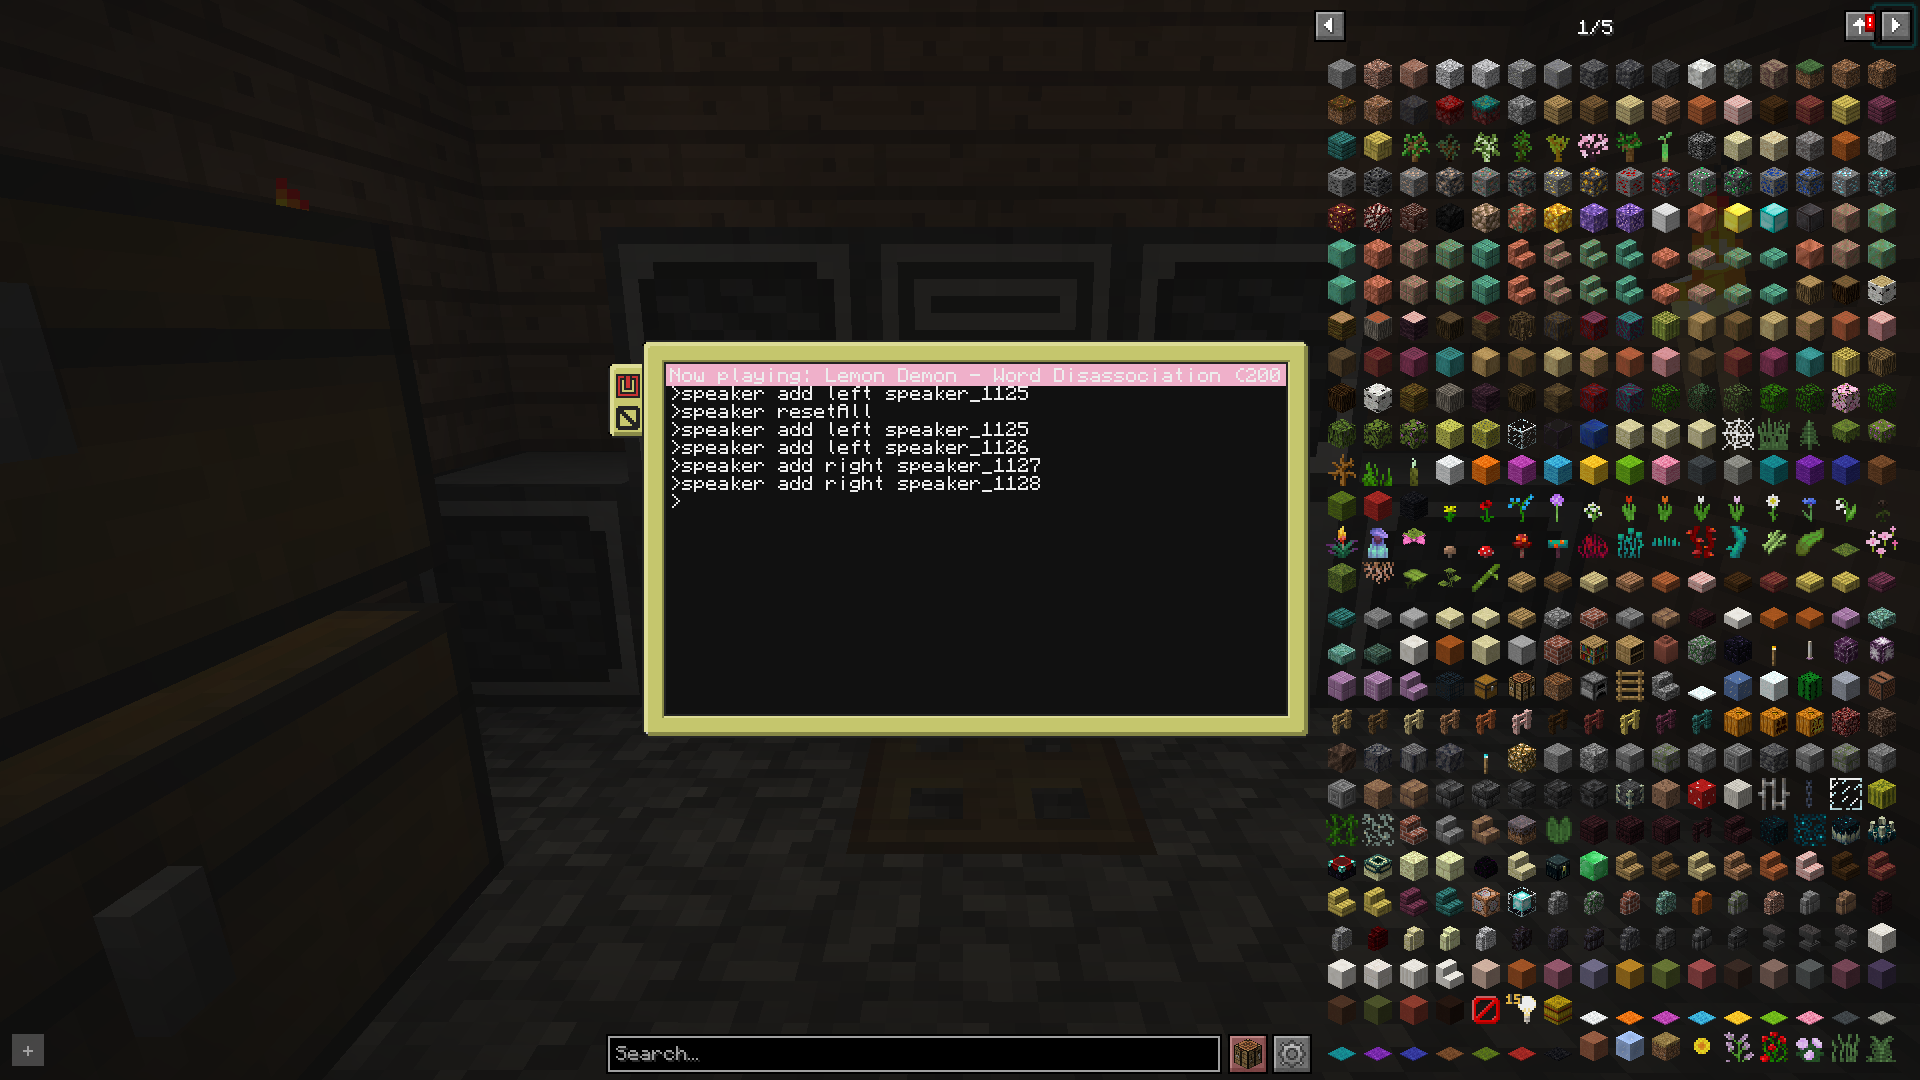 1/5
Now playing: Lemon Demon - Word Disassociation (200
>speaker add left speaker_1125
>speaker resetAll
>speaker add left speaker_1125
>speaker add left speaker_1126
>speaker add right speaker_1127
>speaker add right speaker_1128
>
15
+
Search...